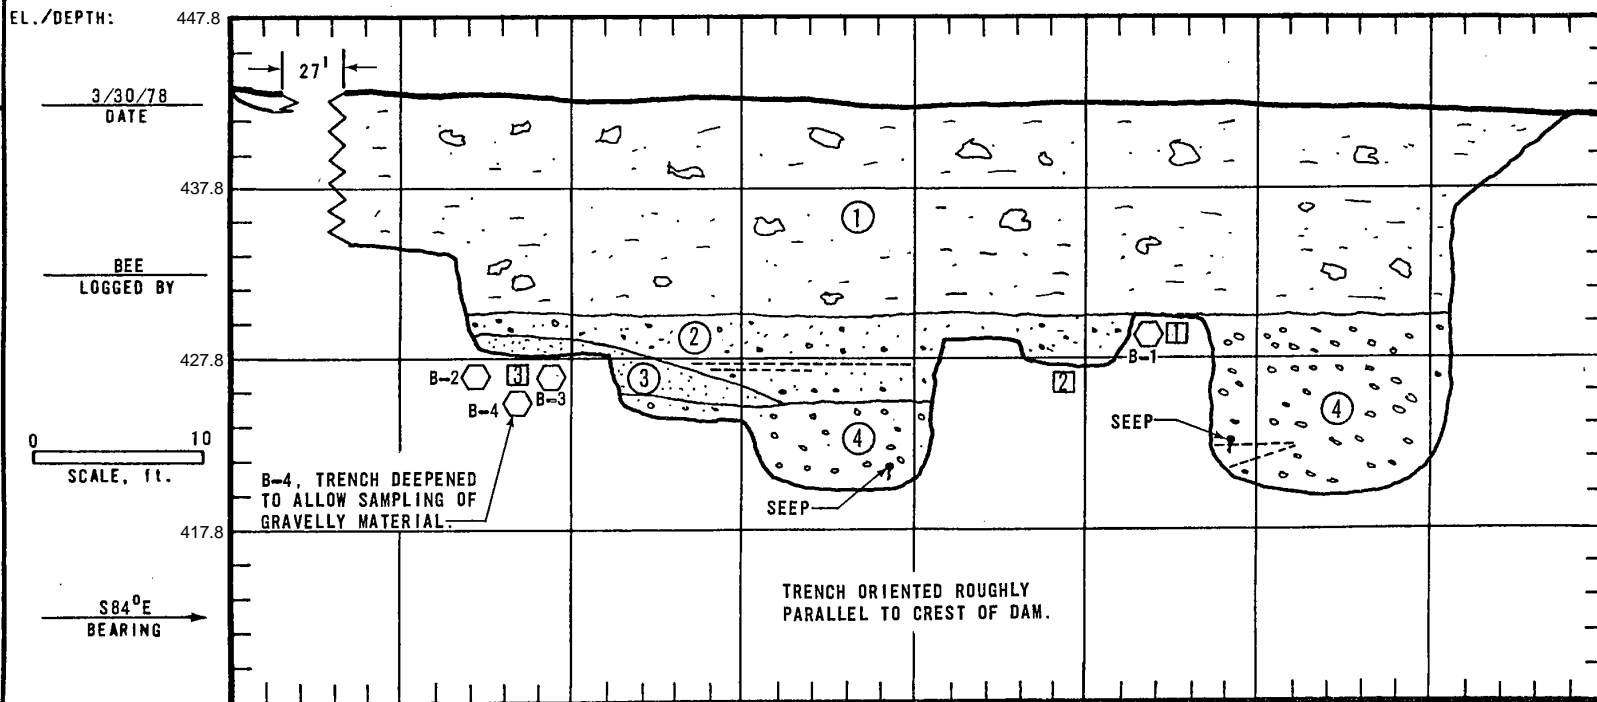 EL./DEPTH:
447.8
27'
3/30/78
DATE
437.8
1
BEE
LOGGED BY
2
B-1
1
427.8
B-2
3
B-3
B-4
3
2
4
4
SEEP
0 10
SCALE, ft.
B-4, TRENCH DEEPENED
TO ALLOW SAMPLING OF
GRAVELLY MATERIAL.
SEEP
417.8
TRENCH ORIENTED ROUGHLY
PARALLEL TO CREST OF DAM.
S84°E
BEARING